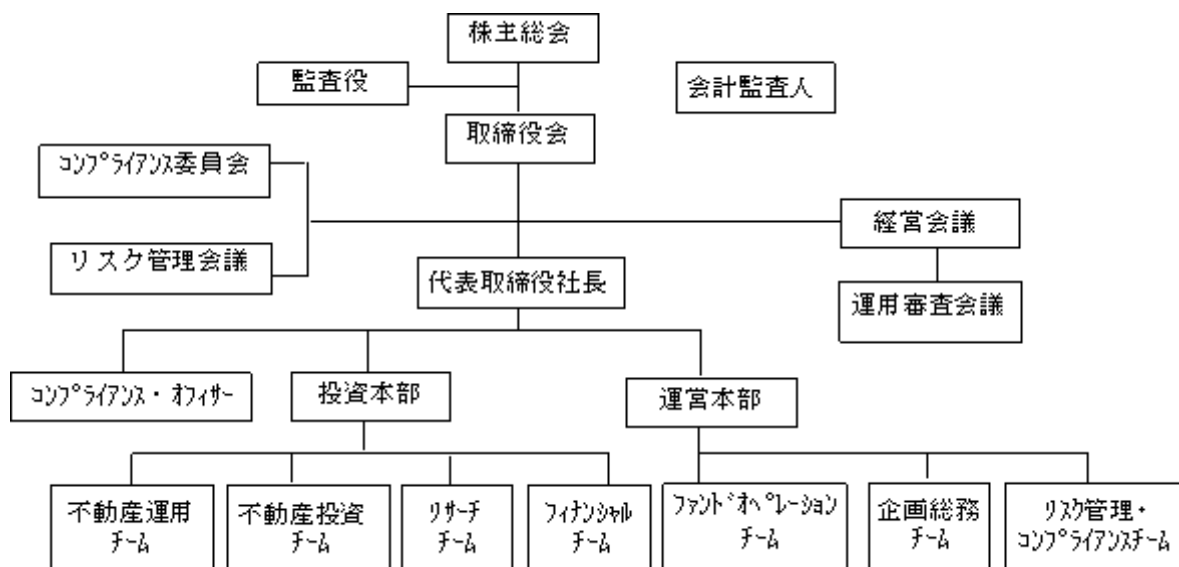 株主総会
監査役
会計監査人
取締役会
ｺﾝﾌﾟﾗｲｱﾝｽ委員会
経営会議
リスク管理会議
代表取締役社長
運用審査会議
ｺﾝﾌﾟﾗｲｱﾝｽ・ｵﾌｨｻｰ
投資本部
運営本部
不動産運用
ﾁｰﾑ
不動産投資
ﾁｰﾑ
ﾘｻｰﾁ
ﾁｰﾑ
ﾌｨﾅﾝｼｬﾙ
ﾁｰﾑ
ﾌｧﾝﾄﾞｵﾍﾟﾚｰｼｮﾝ
ﾁｰﾑ
企画総務
ﾁｰﾑ
ﾘｽｸ管理・
ｺﾝﾌﾟﾗｲｱﾝｽﾁｰﾑ